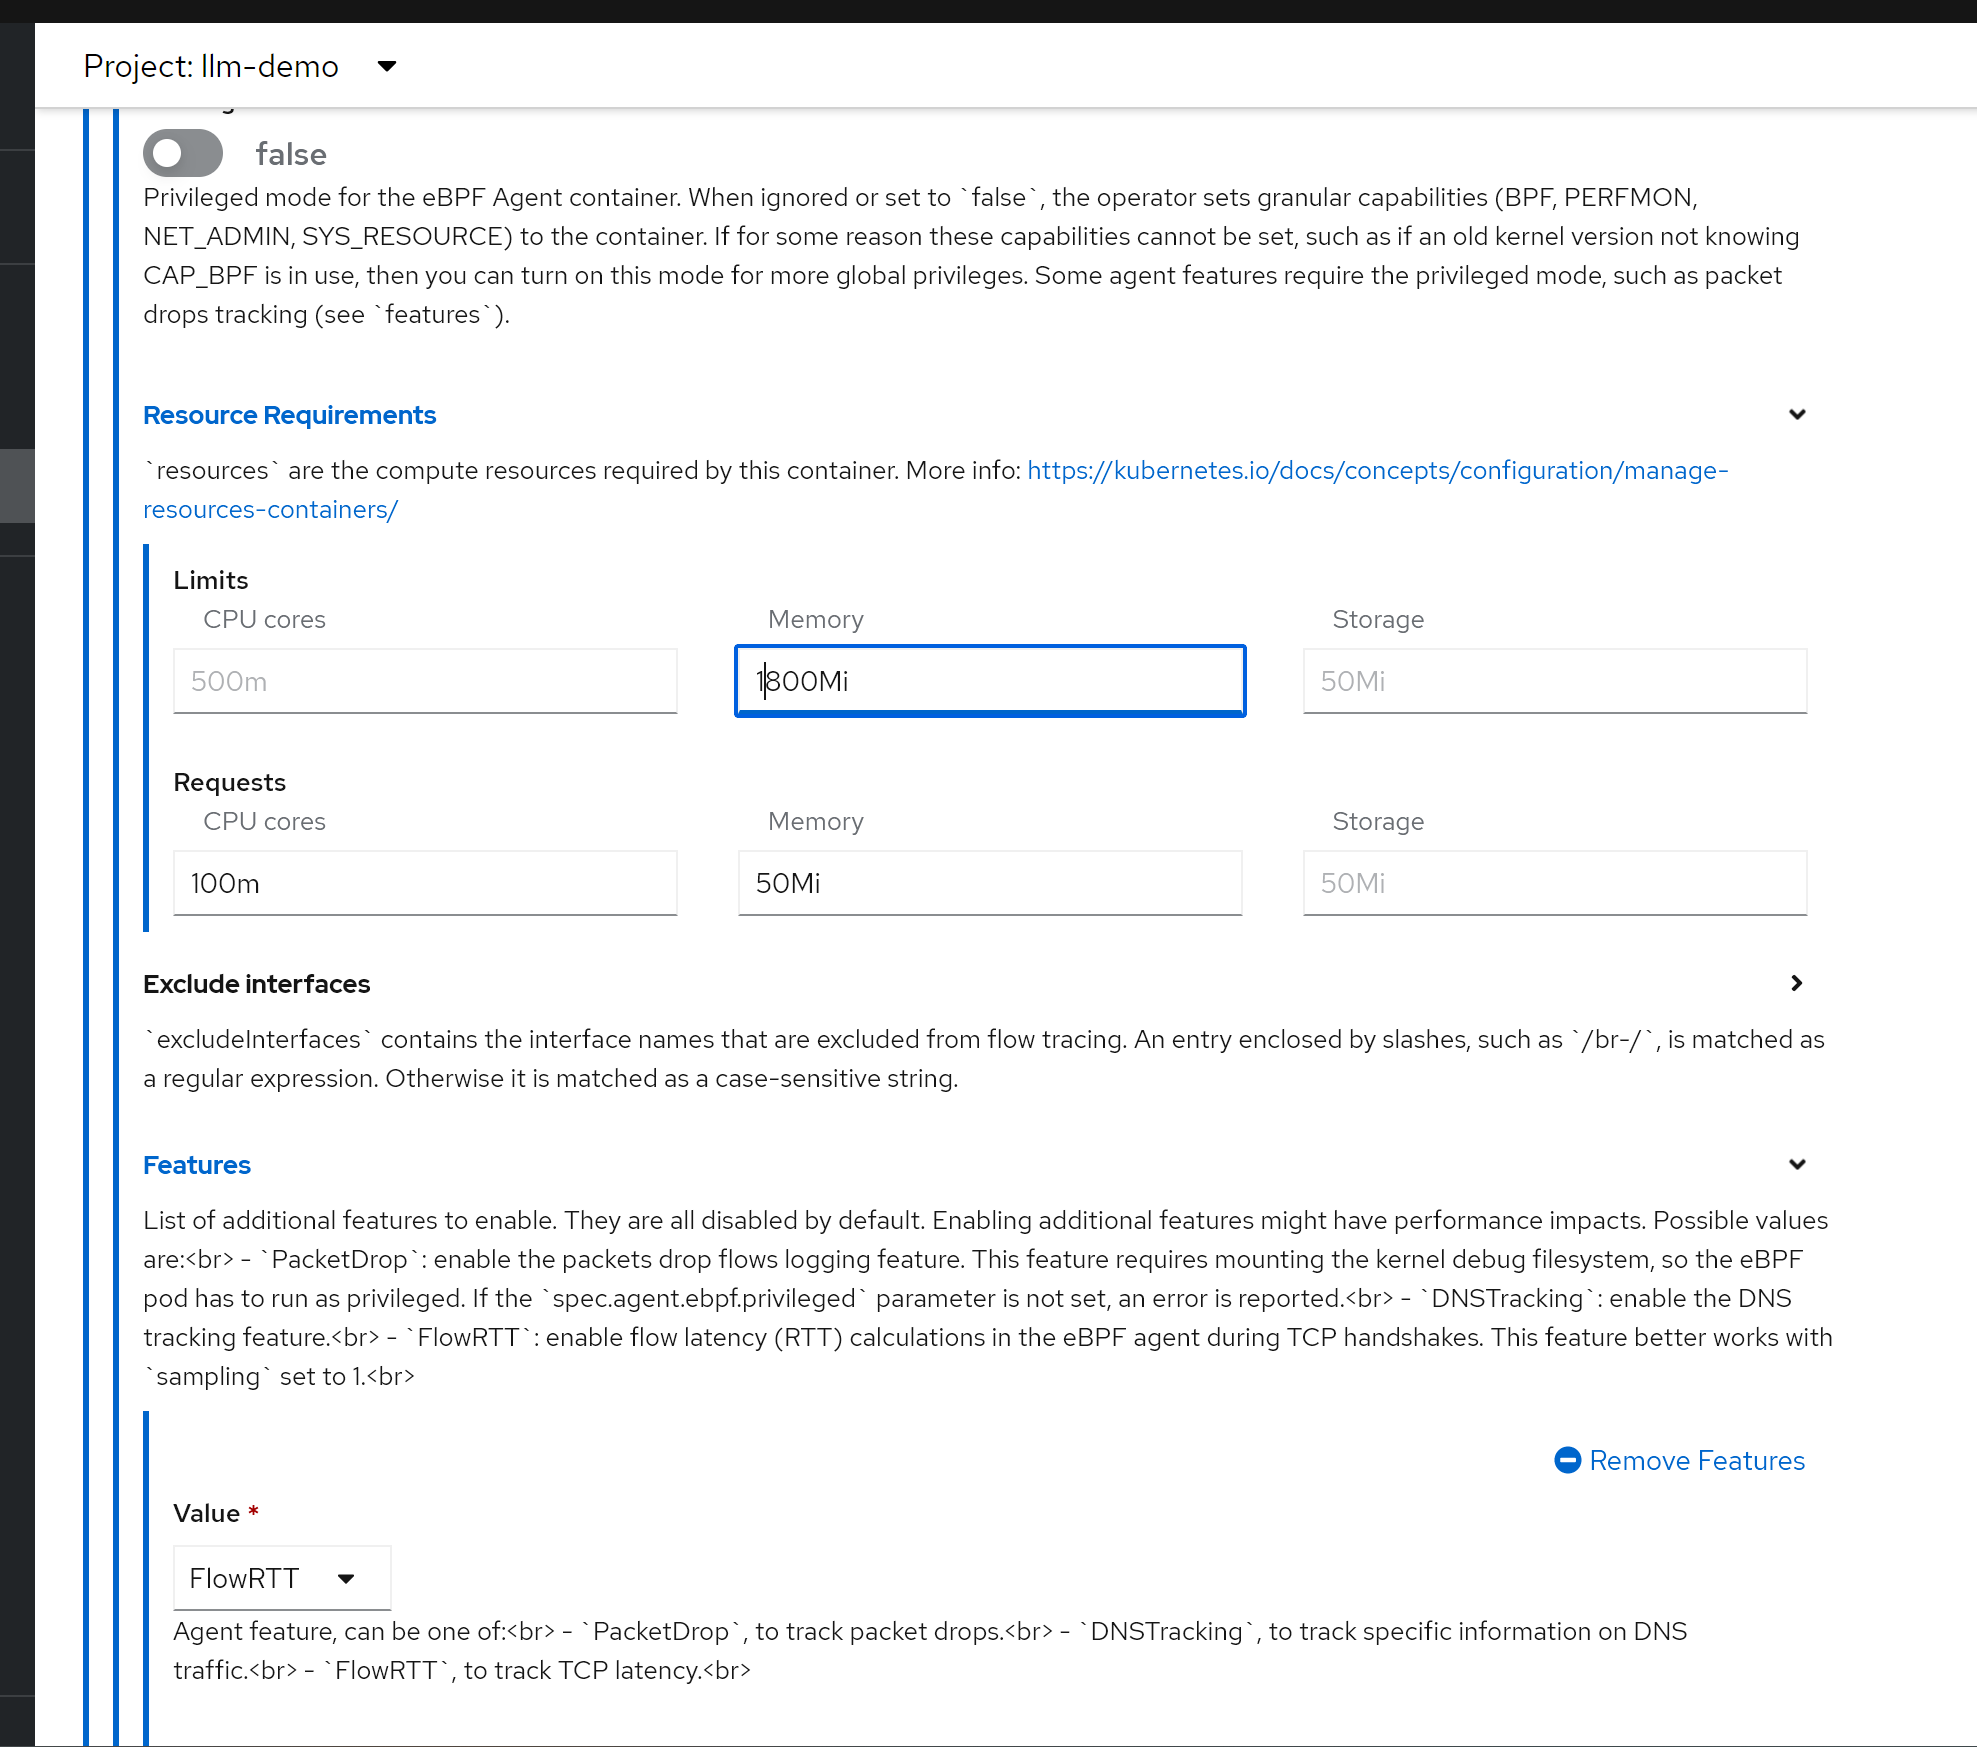 Project: llm-demo
false
Privileged mode for the eBPF Agent container. When ignored or set to `false`, the operator sets granular capabilities (BPF, PERFMON,
NET_ADMIN, SYS_RESOURCE) to the container. If for some reason these capabilities cannot be set, such as if an old kernel version not knowing
CAP_BPF is in use, then you can turn on this mode for more global privileges. Some agent features require the privileged mode, such as packet
drops tracking (see `features`).
Resource Requirements
`resources` are the compute resources required by this container. More info: https://kubernetes.io/docs/concepts/configuration/manage-
resources-containers/
Limits
CPU cores Memory Storage
500m 1800Mi 50Mi
Requests
CPU cores Memory Storage
100m 50Mi 50Mi
Exclude interfaces
`excludeInterfaces` contains the interface names that are excluded from flow tracing. An entry enclosed by slashes, such as `/br-/`, is matched as
a regular expression. Otherwise it is matched as a case-sensitive string.
Features
List of additional features to enable. They are all disabled by default. Enabling additional features might have performance impacts. Possible values
are:<br> - `PacketDrop`: enable the packets drop flows logging feature. This feature requires mounting the kernel debug filesystem, so the eBPF
pod has to run as privileged. If the `spec.agent.ebpf.privileged` parameter is not set, an error is reported.<br> - `DNSTracking`: enable the DNS
tracking feature.<br> - `FlowRTT`: enable flow latency (RTT) calculations in the eBPF agent during TCP handshakes. This feature better works with
`sampling` set to 1.<br>
Remove Features
Value *
FlowRTT
Agent feature, can be one of:<br> - `PacketDrop`, to track packet drops.<br> - `DNSTracking`, to track specific information on DNS
traffic.<br> - `FlowRTT`, to track TCP latency.<br>